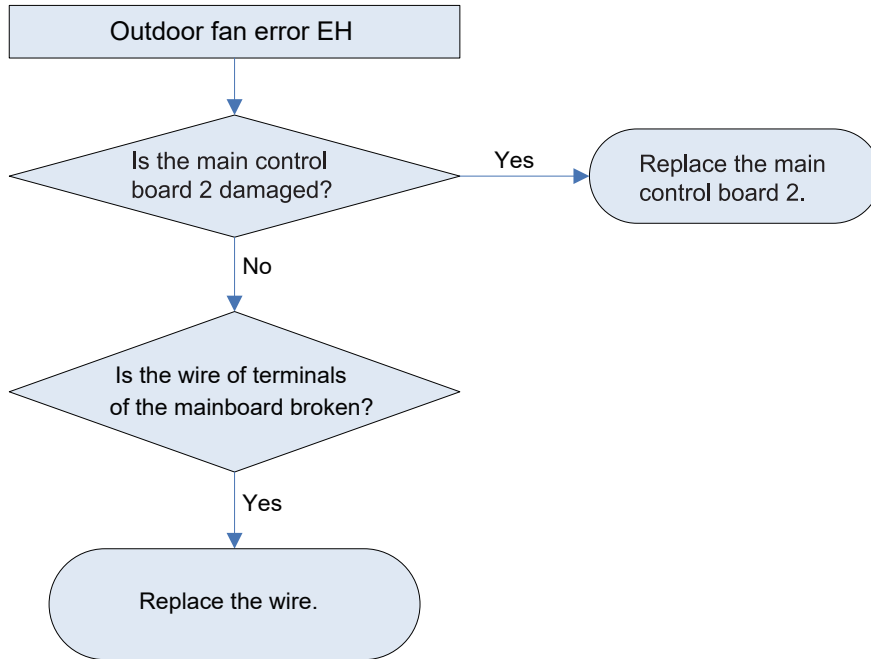 Outdoor fan error EH
Is the main control
board 2 damaged?
Yes
Replace the main
control board 2.
No
Is the wire of terminals
of the mainboard broken?
Yes
Replace the wire.